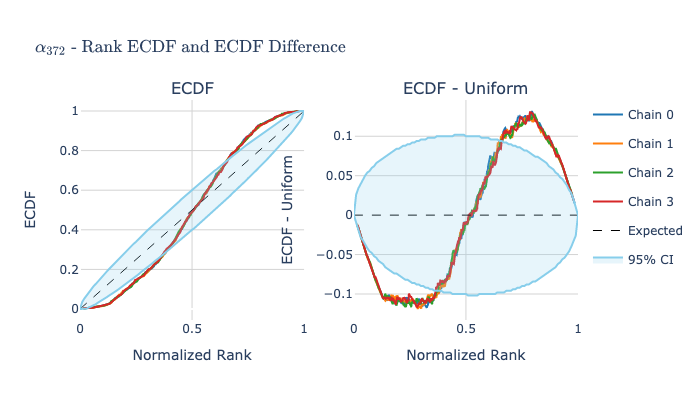 α372 - Rank ECDF and ECDF Difference
ECDF
ECDF - Uniform
ECDF
1
0.8
0.6
0.4
0.2
0
0
0.5
1
Normalized Rank
ECDF - Uniform
0.1
0.05
0
−0.05
−0.1
0
0.5
1
Normalized Rank
Chain 0
Chain 1
Chain 2
Chain 3
Expected
95% CI